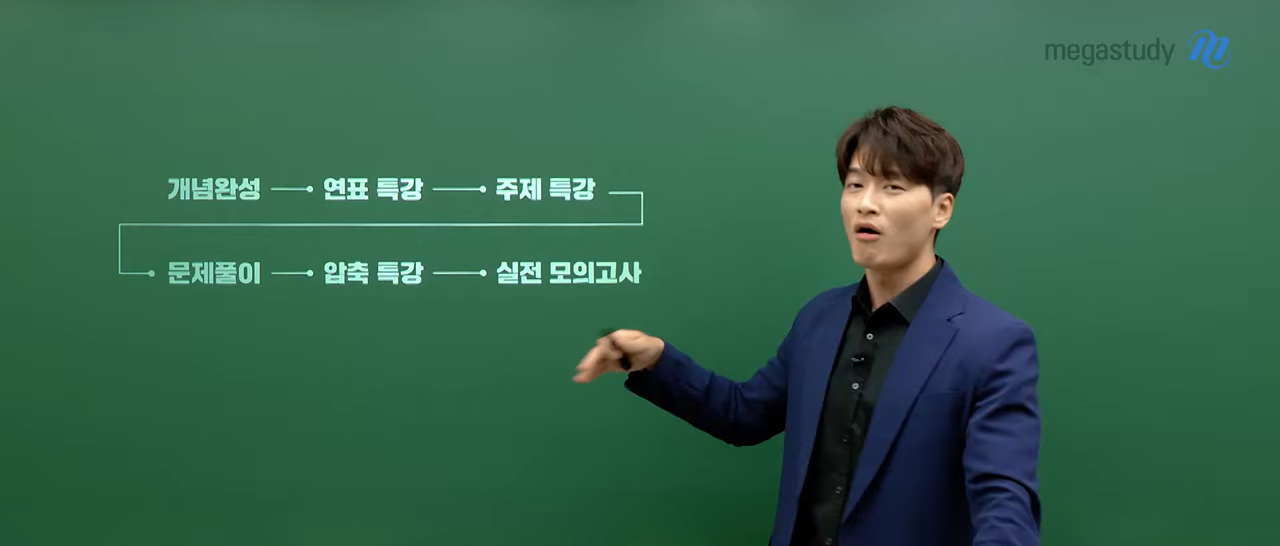 megastudy
개념완성 연표 특강 주제 특강
문제풀이 압축 특강 실전 모의고사